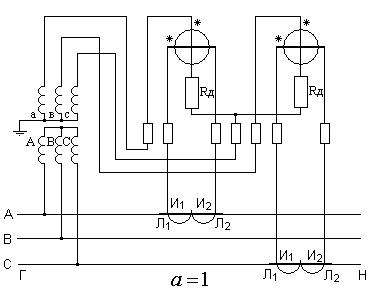 * *
* *
Rд Rд
а в с
А В С
И1 И2
А Л1 Л2
В
И1 И2
С Л1 Л2
Г Н
a=1